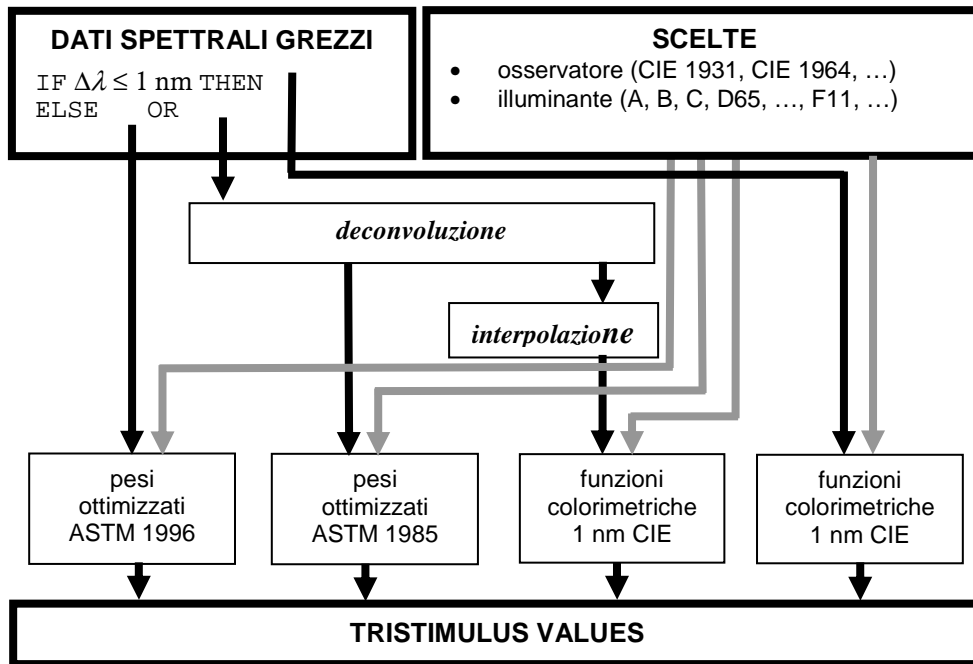 DATI SPETTRALI GREZZI
IF Δλ ≤ 1 nm THEN
ELSE OR
SCELTE
• osservatore (CIE 1931, CIE 1964, …)
• illuminante (A, B, C, D65, …, F11, …)
deconvoluzione
interpolazione
pesi
ottimizzati
ASTM 1996
pesi
ottimizzati
ASTM 1985
funzioni
colorimetriche
1 nm CIE
funzioni
colorimetriche
1 nm CIE
TRISTIMULUS VALUES